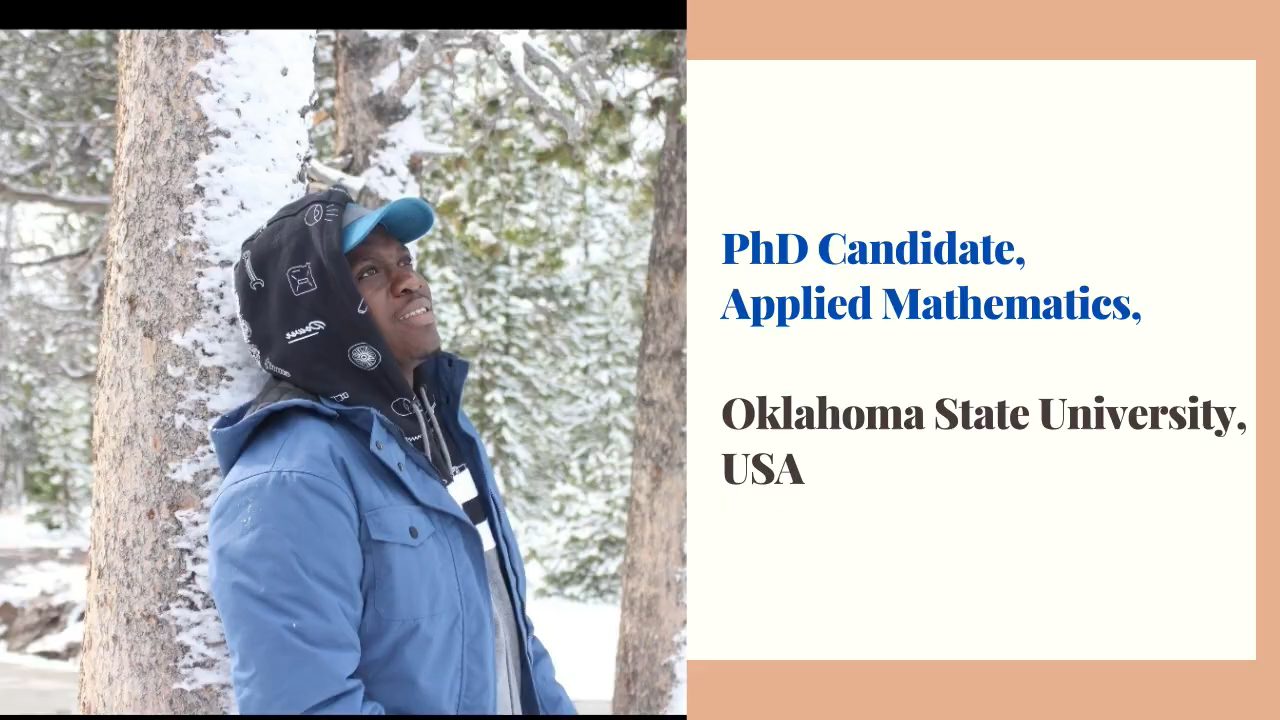 PhD Candidate,
Applied Mathematics,
Oklahoma State University,
USA